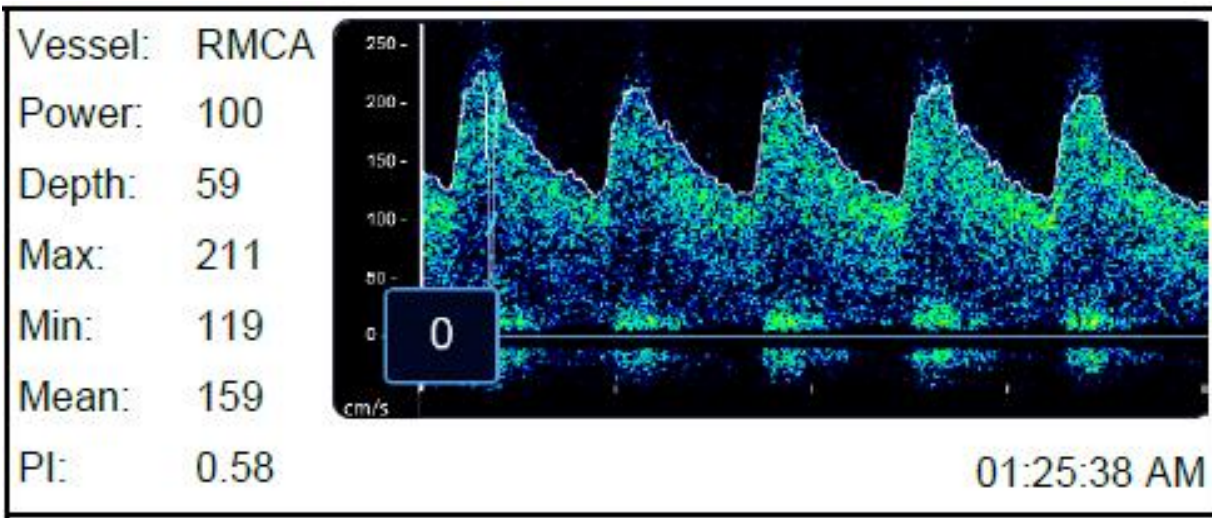 Vessel: RMCA
Power: 100
Depth: 59
Max: 211
Min: 119
Mean: 159
PI: 0.58
250
200
150
100
50
0
0
cm/s
01:25:38 AM